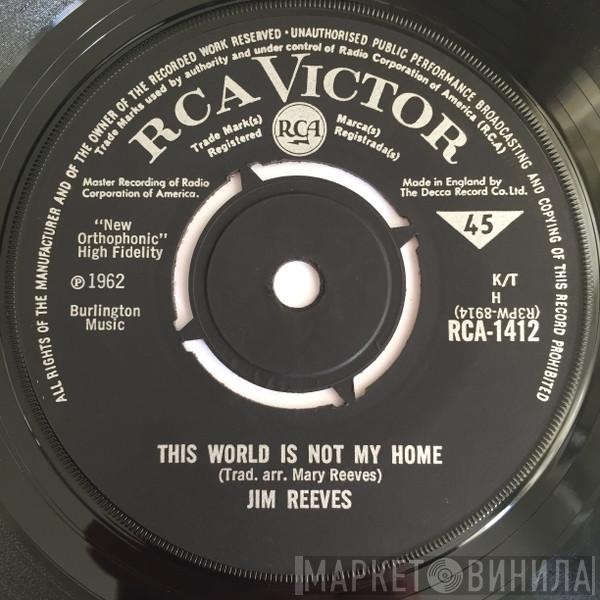 ALL RIGHTS OF THE MANUFACTURER AND OF THE OWNER OF THE RECORDED WORK RESERVED · UNAUTHORISED PUBLIC PERFORMANCE BROADCASTING AND COPYING OF THIS RECORD PROHIBITED
Trade Marks used by authority and under control of Radio Corporation of America (R.C.A)
RCA VICTOR
Trade Mark(s)
Registered
RCA
Marca(s)
Registrada(s)
Master Recording of Radio
Corporation of America.
Made in England by
The Decca Record Co. Ltd.
"New
Orthophonic"
High Fidelity
45
℗ 1962
K/T
H
Burlington
Music
(R3PW-8914)
RCA-1412
THIS WORLD IS NOT MY HOME
(Trad. arr. Mary Reeves)
JIM REEVES
МАРКЕТ ВИНИЛА